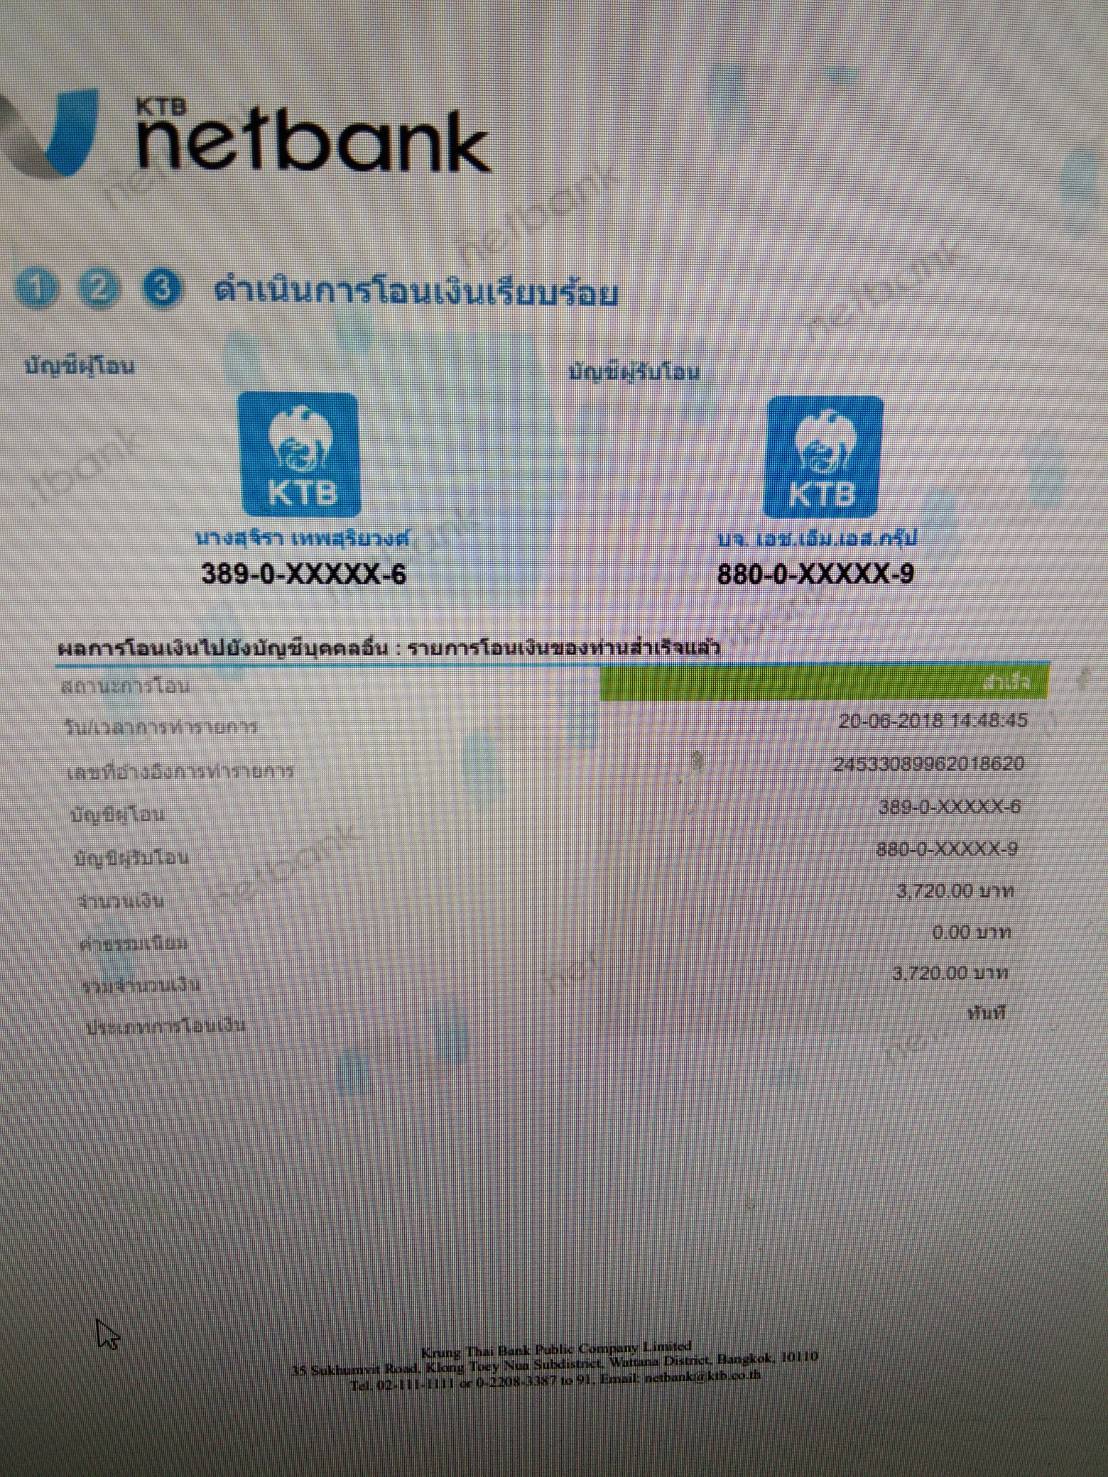 KTB
netbank
1 2 3 ดำเนินการโอนเงินเรียบร้อย
บัญชีผู้โอน บัญชีผู้รับโอน
KTB KTB
นางสุจิรา เทพสุริยวงศ์ บจ. เอช.เอ็ม.เอส.กรุ๊ป
389-0-XXXXX-6 880-0-XXXXX-9
ผลการโอนเงินไปยังบัญชีบุคคลอื่น : รายการโอนเงินของท่านสำเร็จแล้ว
สถานะการโอน สำเร็จ
วัน/เวลาการทำรายการ 20-06-2018 14:48:45
เลขที่อ้างอิงการทำรายการ 24533089962018620
บัญชีผู้โอน 389-0-XXXXX-6
บัญชีผู้รับโอน 880-0-XXXXX-9
จำนวนเงิน 3,720.00 บาท
ค่าธรรมเนียม 0.00 บาท
รวมจำนวนเงิน 3,720.00 บาท
ประเภทการโอนเงิน ทันที
Krung Thai Bank Public Company Limited
35 Sukhumvit Road, Klong Toey Nua Subdistrict, Wattana District, Bangkok, 10110
Tel. 02-111-1111 or 0-2208-3387 to 91, Email: netbank@ktb.co.th